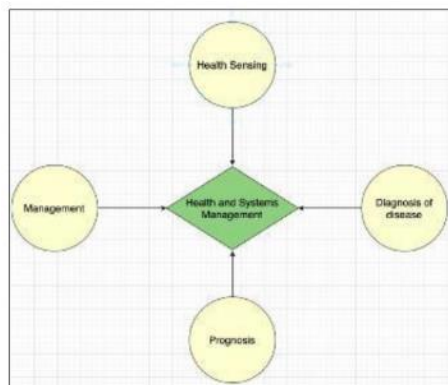 Health Sensing
Management
Health and Systems
Management
Diagnosis of
disease
Prognosis